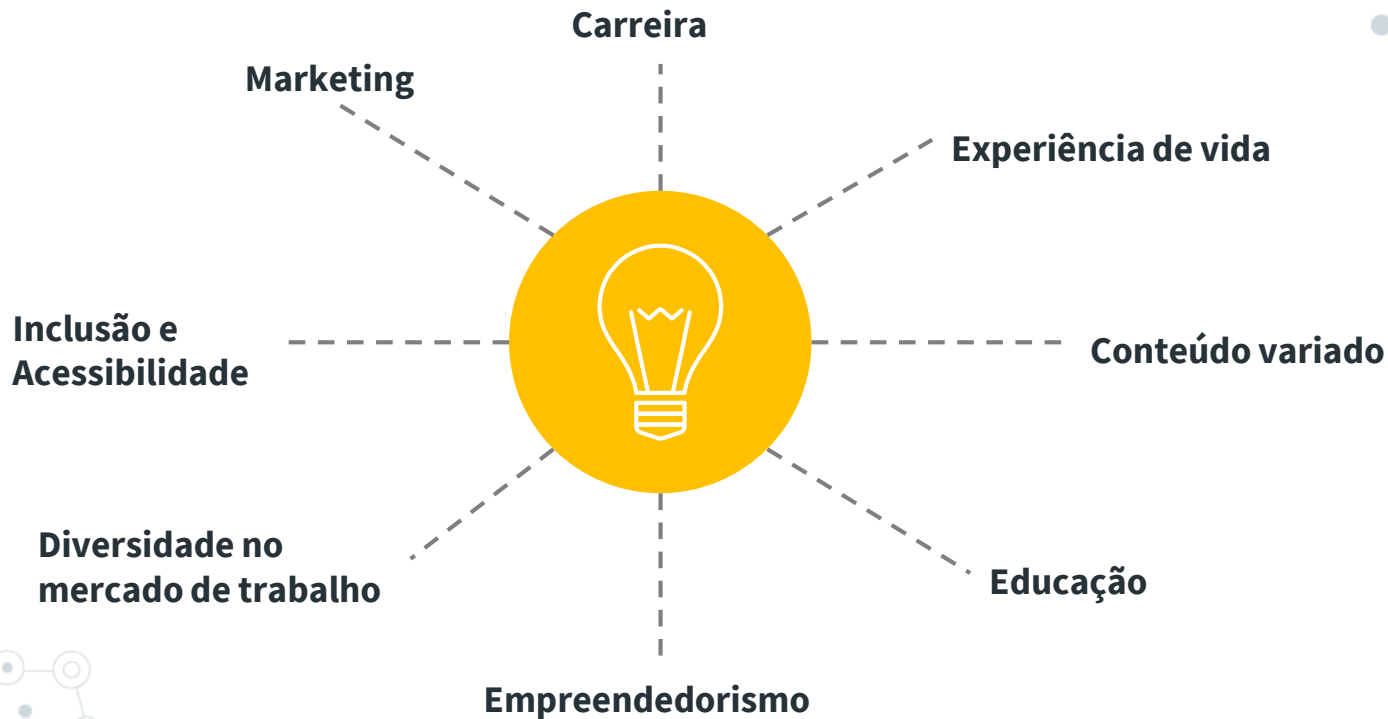 Carreira
Marketing
Experiência de vida
Inclusão e
Acessibilidade
Conteúdo variado
Diversidade no
mercado de trabalho
Educação
Empreendedorismo